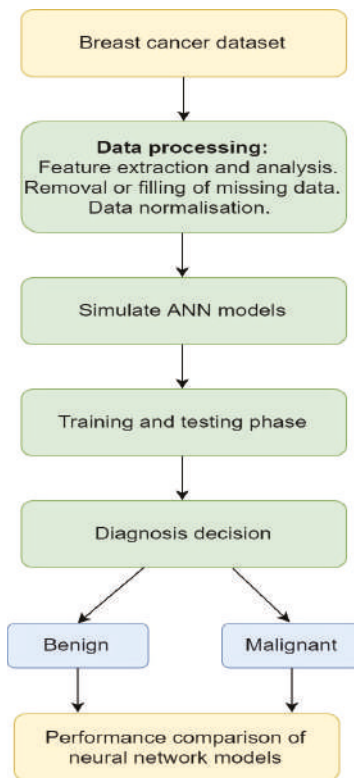 Breast cancer dataset
Data processing:
Feature extraction and analysis.
Removal or filling of missing data.
Data normalisation.
Simulate ANN models
Training and testing phase
Diagnosis decision
Benign
Malignant
Performance comparison of
neural network models